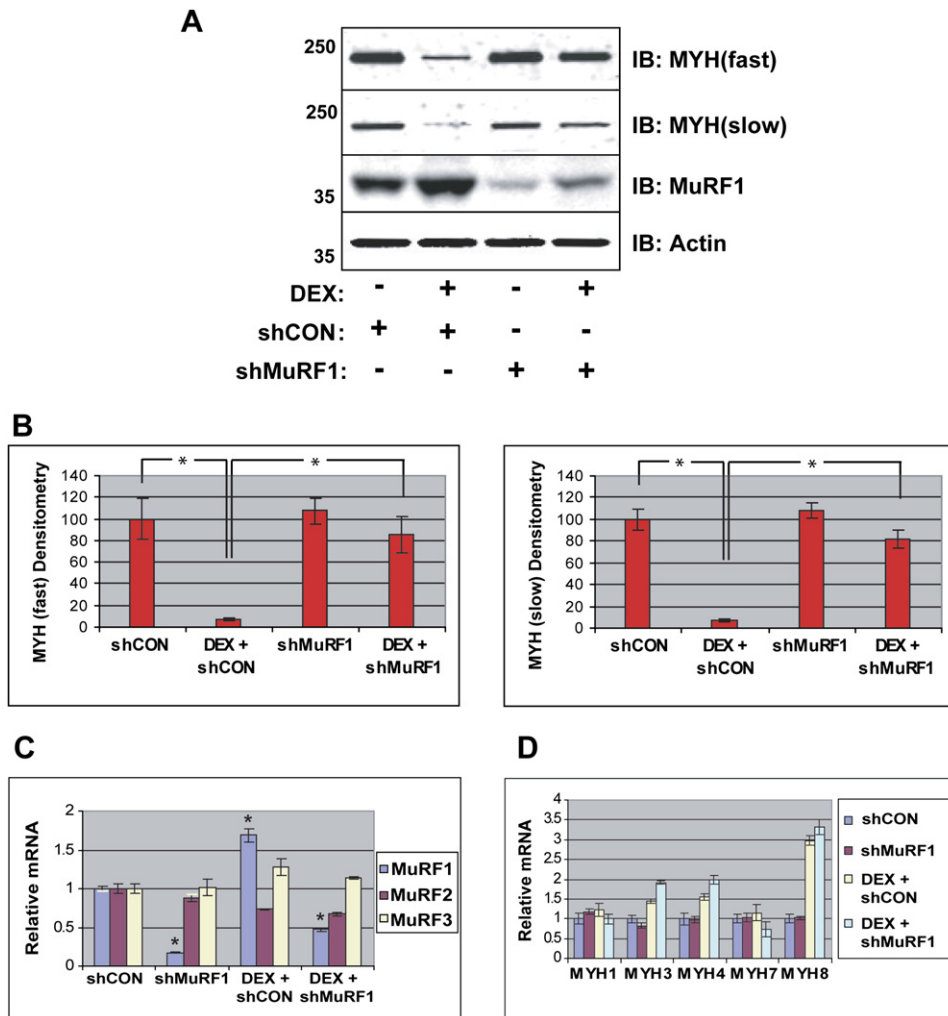 A
250
IB: MYH(fast)
250
IB: MYH(slow)
35
IB: MuRF1
35
IB: Actin
DEX: - + - +
shCON: + + - -
shMuRF1: - - + +
B
MYH (fast) Densitometry
140
120
100
80
60
40
20
0
* *
shCON DEX + shCON shMuRF1 DEX + shMuRF1
MYH (slow) Densitometry
140
120
100
80
60
40
20
0
* *
shCON DEX + shCON shMuRF1 DEX + shMuRF1
C
Relative mRNA
2
1.5
1
0.5
0
* * *
shCON shMuRF1 DEX + shCON DEX + shMuRF1
MuRF1
MuRF2
MuRF3
D
Relative mRNA
4
3.5
3
2.5
2
1.5
1
0.5
0
MYH1 MYH3 MYH4 MYH7 MYH8
shCON
shMuRF1
DEX +
shCON
DEX +
shMuRF1